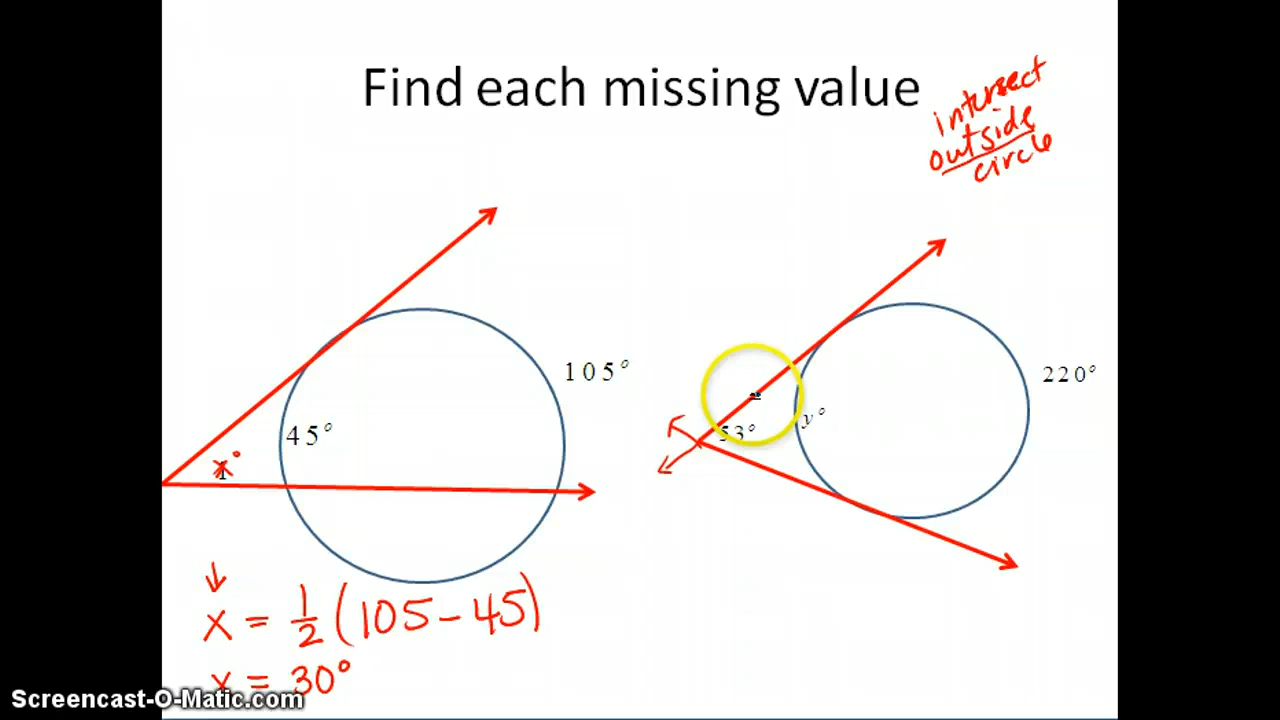 Find each missing value
intersect
outside
circle
105°
45°
x°
220°
53°
y°
x = 1/2 (105 - 45)
x = 30°
Screencast-O-Matic.com